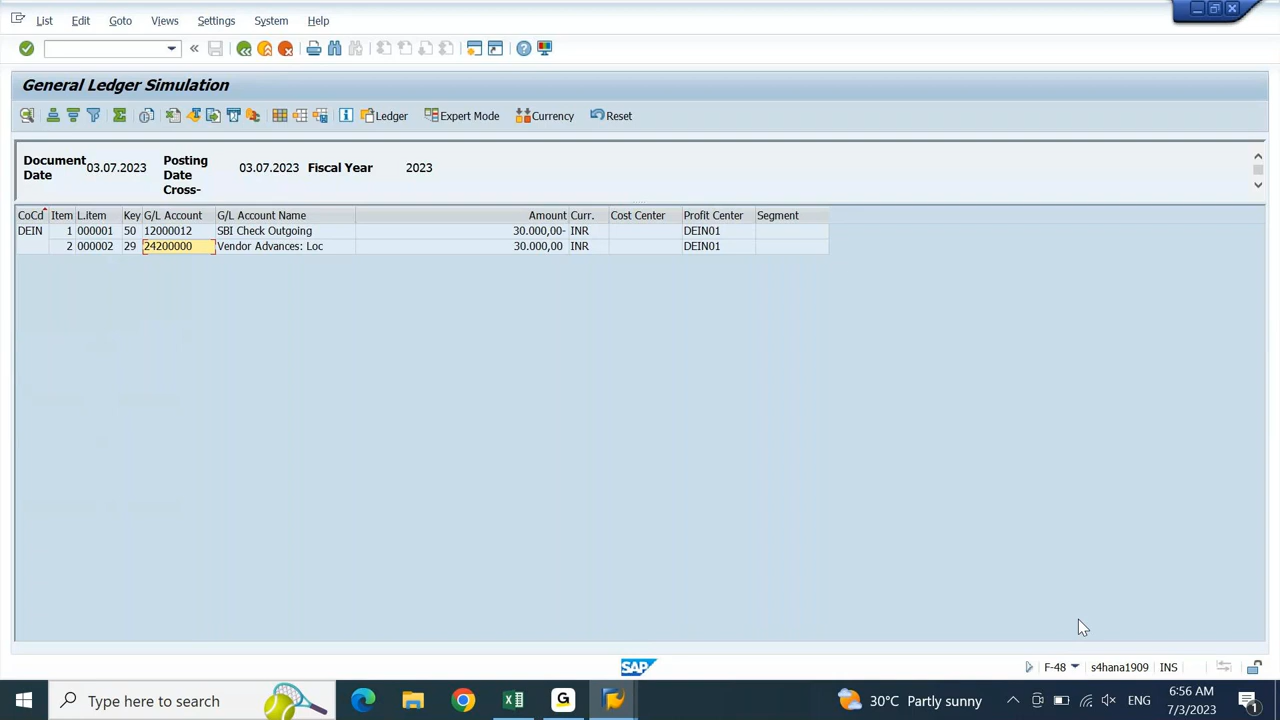 List Edit Goto Views Settings System Help
General Ledger Simulation
Ledger Expert Mode Currency Reset
Document Date 03.07.2023 Posting Date 03.07.2023 Fiscal Year 2023
Cross-
CoCd Item L.item Key G/L Account G/L Account Name Amount Curr. Cost Center Profit Center Segment
DEIN 1 000001 50 12000012 SBI Check Outgoing 30.000,00- INR DEIN01
2 000002 29 24200000 Vendor Advances: Loc 30.000,00 INR DEIN01
SAP F-48 s4hana1909 INS
Type here to search 30°C Partly sunny ENG 6:56 AM
7/3/2023 1